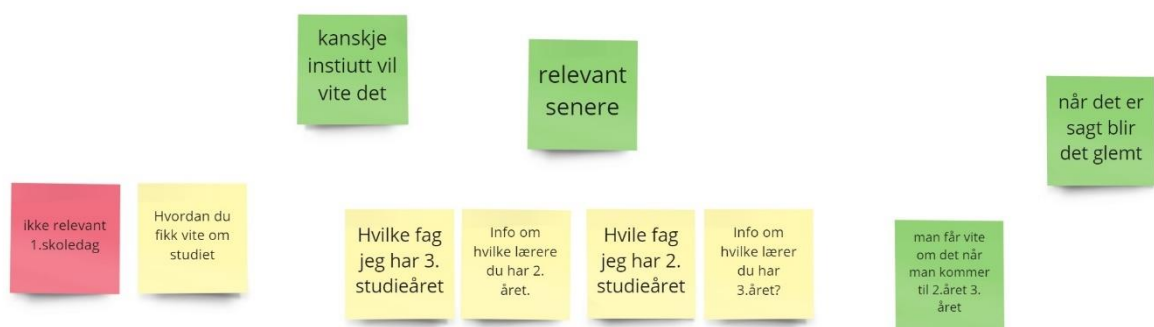 kanskje
instiutt vil
vite det
relevant
senere
når det er
sagt blir
det glemt
ikke relevant
1.skoledag
Hvordan du
fikk vite om
studiet
Hvilke fag
jeg har 3.
studieåret
Info om
hvilke lærere
du har 2.
året.
Hvile fag
jeg har 2.
studieåret
Info om
hvilke lærer
du har
3.året?
man får vite
om det når
man kommer
til 2.året 3.
året